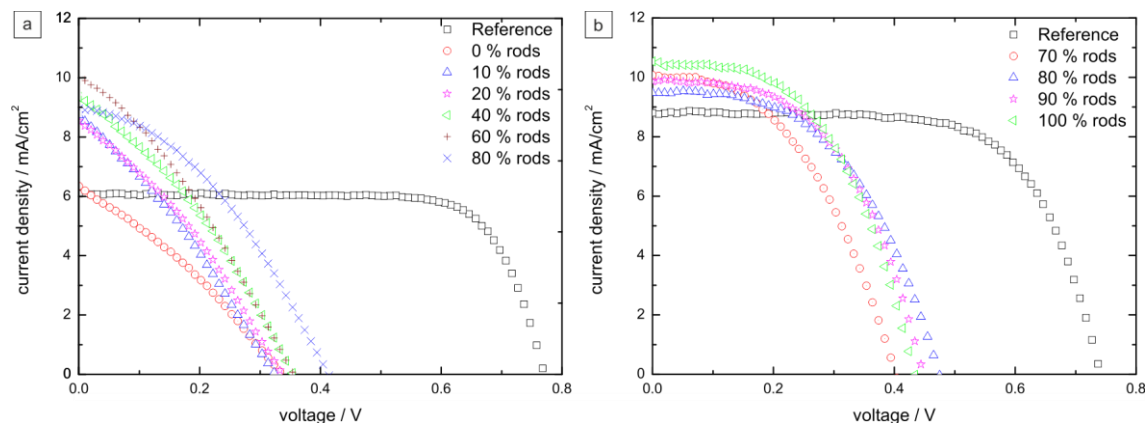 a
Reference
0 % rods
10 % rods
20 % rods
40 % rods
60 % rods
80 % rods
12
10
8
6
4
2
0
current density / mA/cm²
0.0
0.2
0.4
0.6
0.8
voltage / V
b
Reference
70 % rods
80 % rods
90 % rods
100 % rods
12
10
8
6
4
2
0
current density / mA/cm²
0.0
0.2
0.4
0.6
0.8
voltage / V